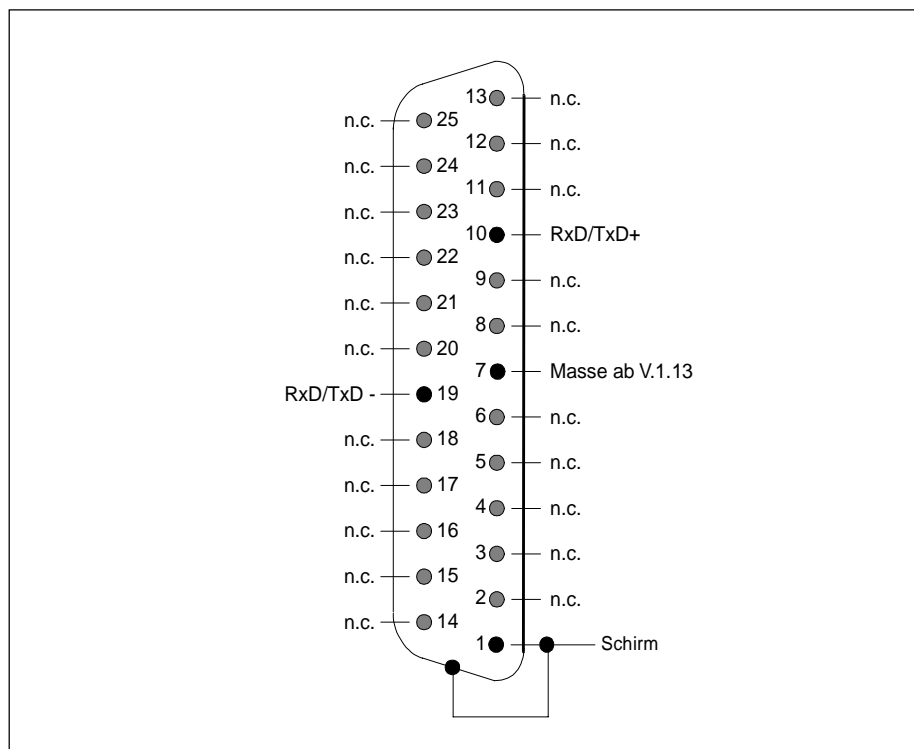 13 n.c.
n.c. 25
12 n.c.
n.c. 24
11 n.c.
n.c. 23
10 RxD/TxD+
n.c. 22
9 n.c.
n.c. 21
8 n.c.
n.c. 20
7 Masse ab V.1.13
RxD/TxD - 19
6 n.c.
n.c. 18
5 n.c.
n.c. 17
4 n.c.
n.c. 16
3 n.c.
n.c. 15
2 n.c.
n.c. 14
1 Schirm